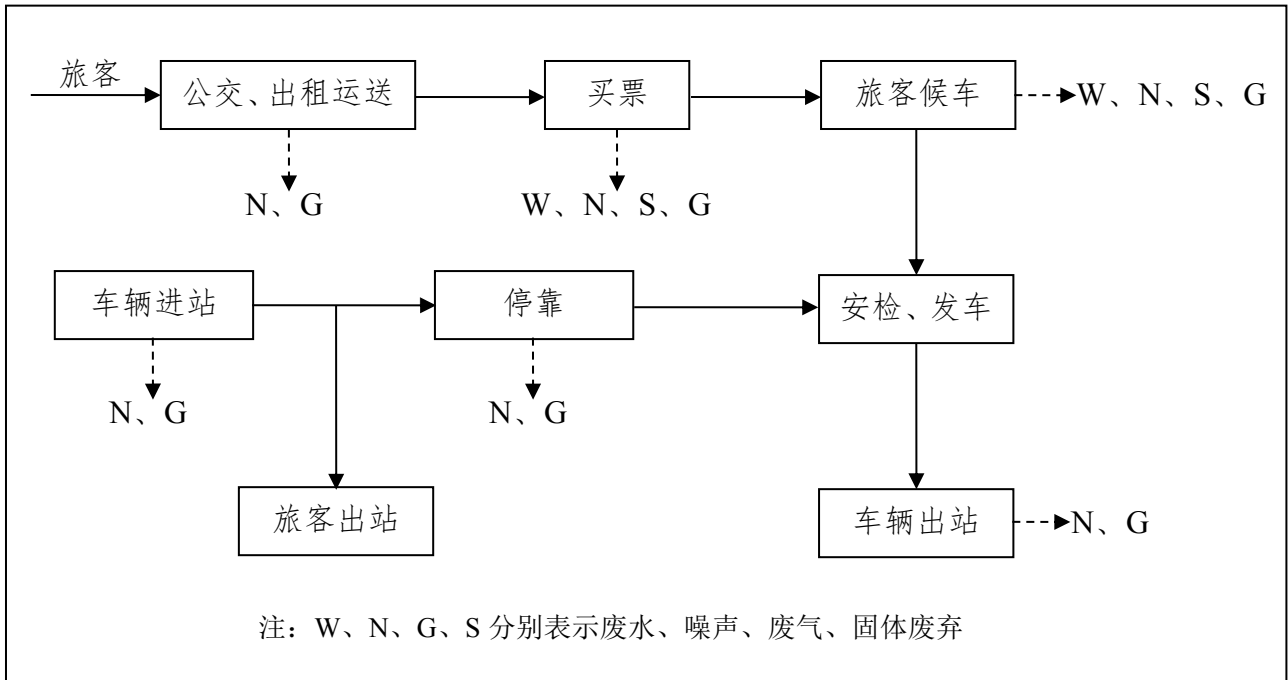 旅客
公交、出租运送
买票
旅客候车
W、N、S、G
N、G
W、N、S、G
车辆进站
停靠
安检、发车
N、G
N、G
旅客出站
车辆出站
N、G
注：W、N、G、S 分别表示废水、噪声、废气、固体废弃